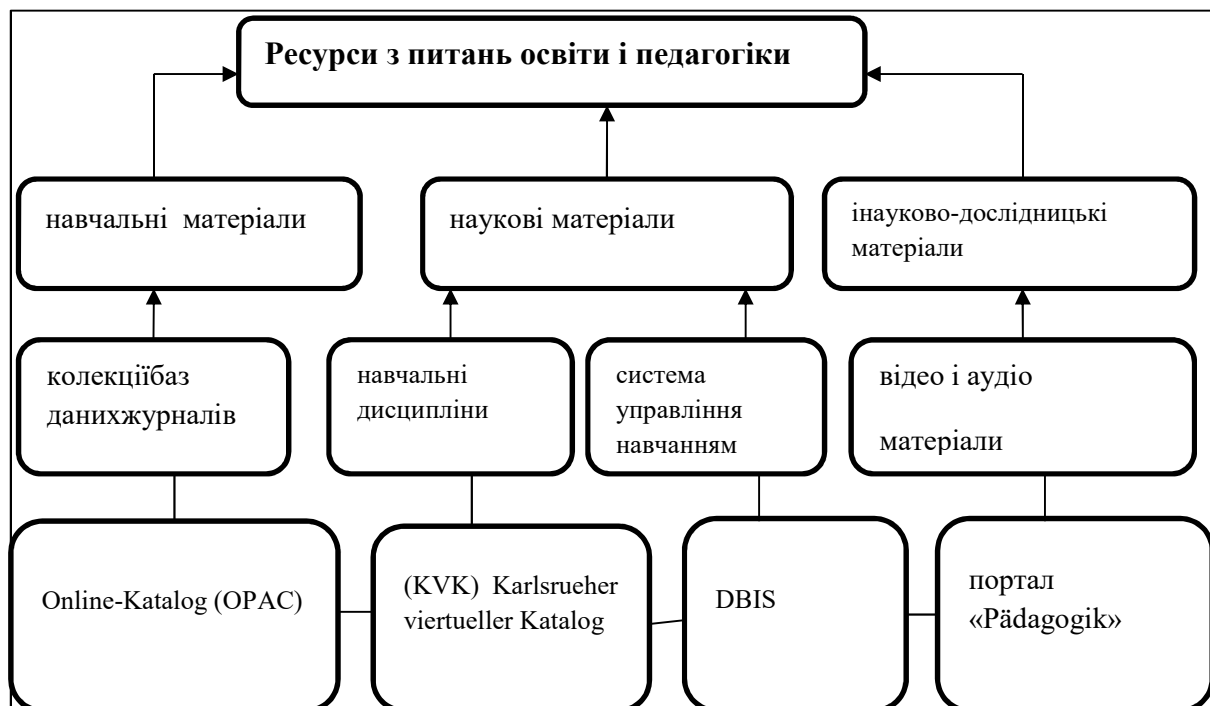 Ресурси з питань освіти і педагогіки
навчальні матеріали
наукові матеріали
інауково-дослідницькі
матеріали
колекціїбаз
данихжурналів
навчальні
дисципліни
система
управління
навчанням
відео і аудіо
матеріали
Online-Katalog (OPAC)
(KVK) Karlsrueher
viertueller Katalog
DBIS
портал
«Pädagogik»